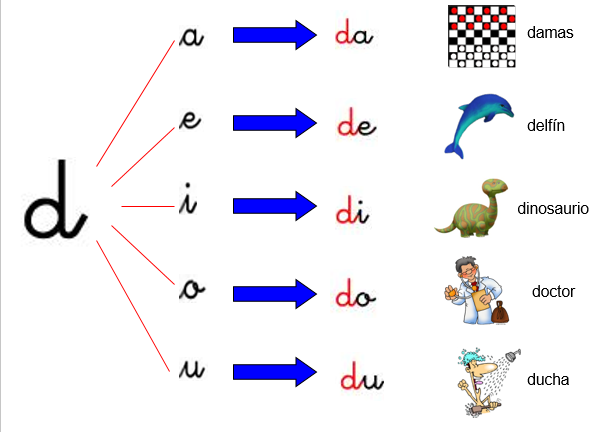 a da damas
e de delfín
d i di dinosaurio
o do doctor
u du ducha